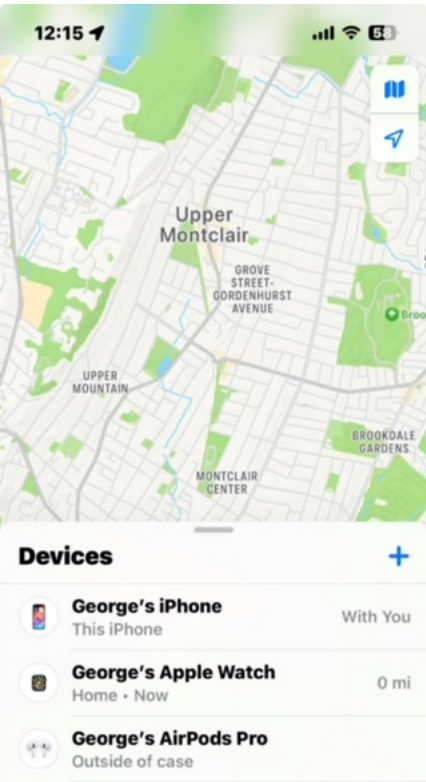 12:15
58
Upper
Montclair
GROVE
STREET-
GORDENHURST
AVENUE
Broo
UPPER
MOUNTAIN
BROOKDALE
GARDENS
MONTCLAIR
CENTER
Devices
George's iPhone
With You
This iPhone
George's Apple Watch
0 mi
Home • Now
George's AirPods Pro
Outside of case